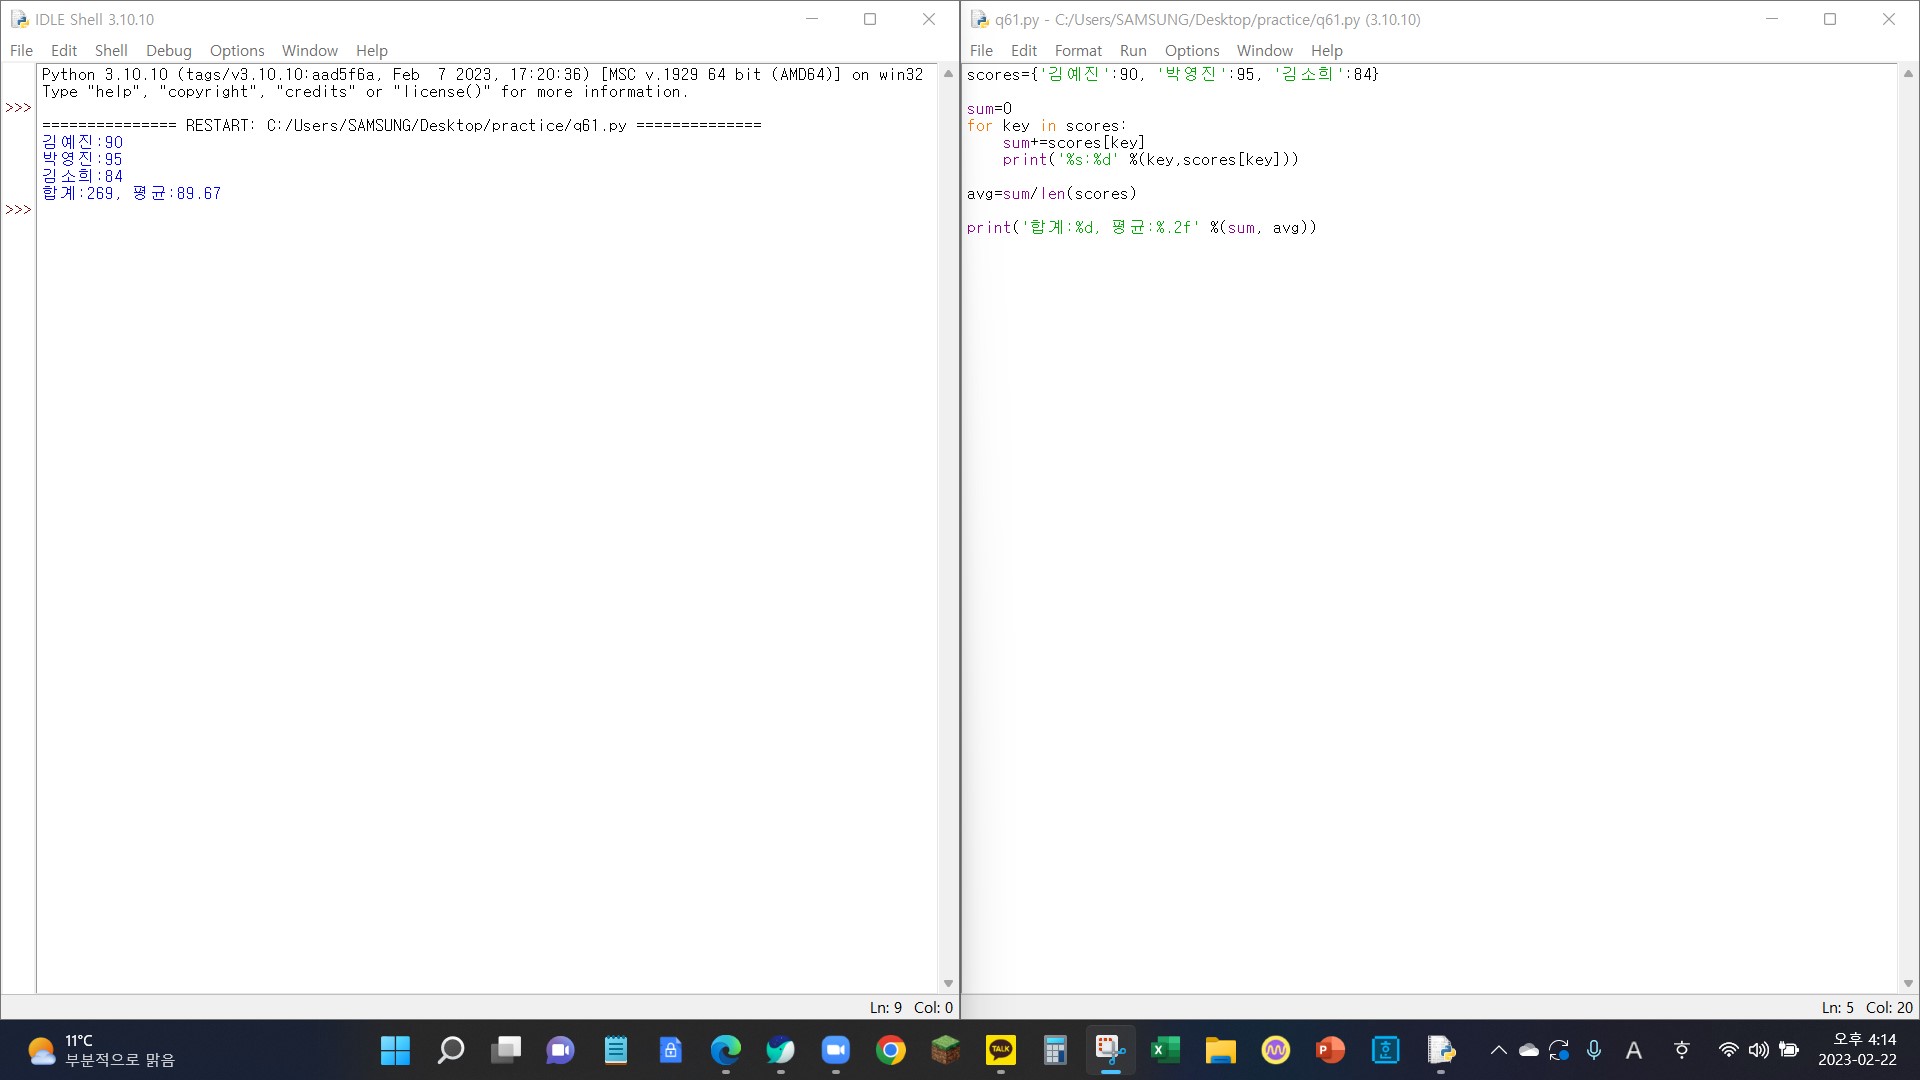 IDLE Shell 3.10.10
File Edit Shell Debug Options Window Help
Python 3.10.10 (tags/v3.10.10:aad5f6a, Feb  7 2023, 17:20:36) [MSC v.1929 64 bit (AMD64)] on win32
Type "help", "copyright", "credits" or "license()" for more information.
>>>
=============== RESTART: C:/Users/SAMSUNG/Desktop/practice/q61.py ==============
김예진:90
박영진:95
김소희:84
합계:269, 평균:89.67
>>>
Ln: 9 Col: 0
q61.py - C:/Users/SAMSUNG/Desktop/practice/q61.py (3.10.10)
File Edit Format Run Options Window Help
scores={'김예진':90, '박영진':95, '김소희':84}
sum=0
for key in scores:
    sum+=scores[key]
    print('%s:%d' %(key,scores[key]))
avg=sum/len(scores)
print('합계:%d, 평균:%.2f' %(sum, avg))
Ln: 5 Col: 20
11°C
부분적으로 맑음
TALK
A
오후 4:14
2023-02-22